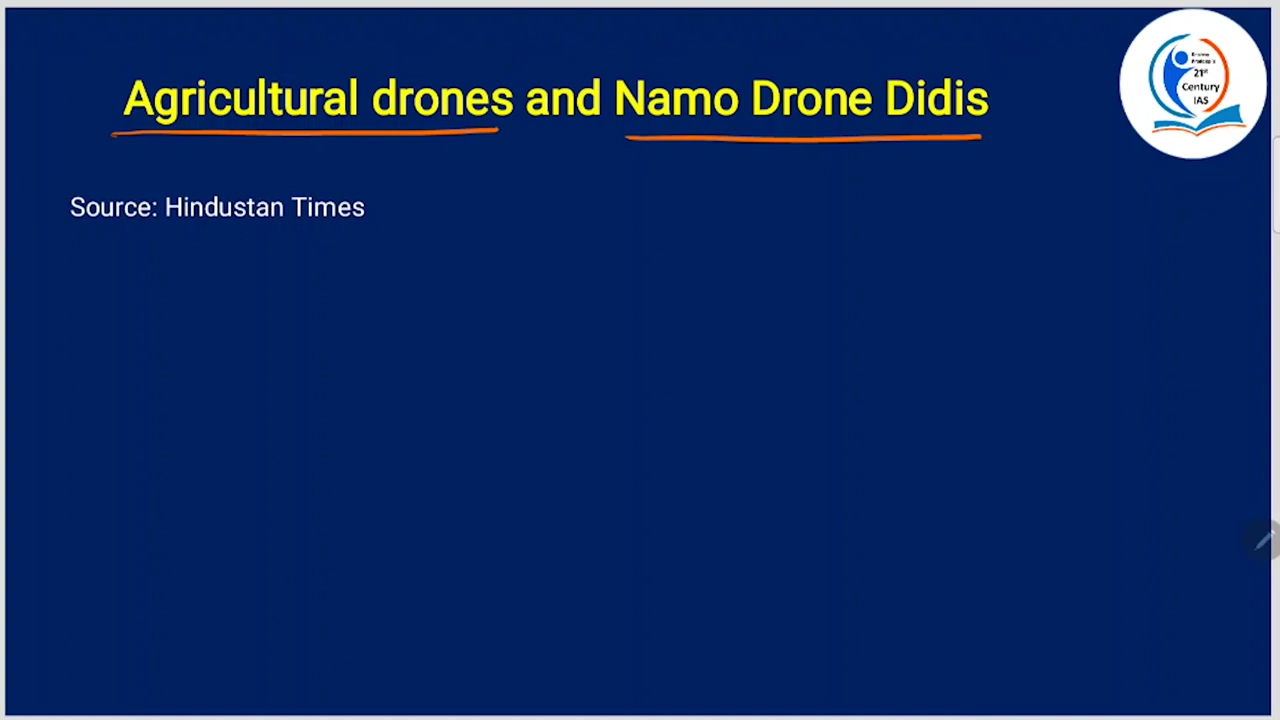 Agricultural drones and Namo Drone Didis
Source: Hindustan Times
21st
Century
IAS